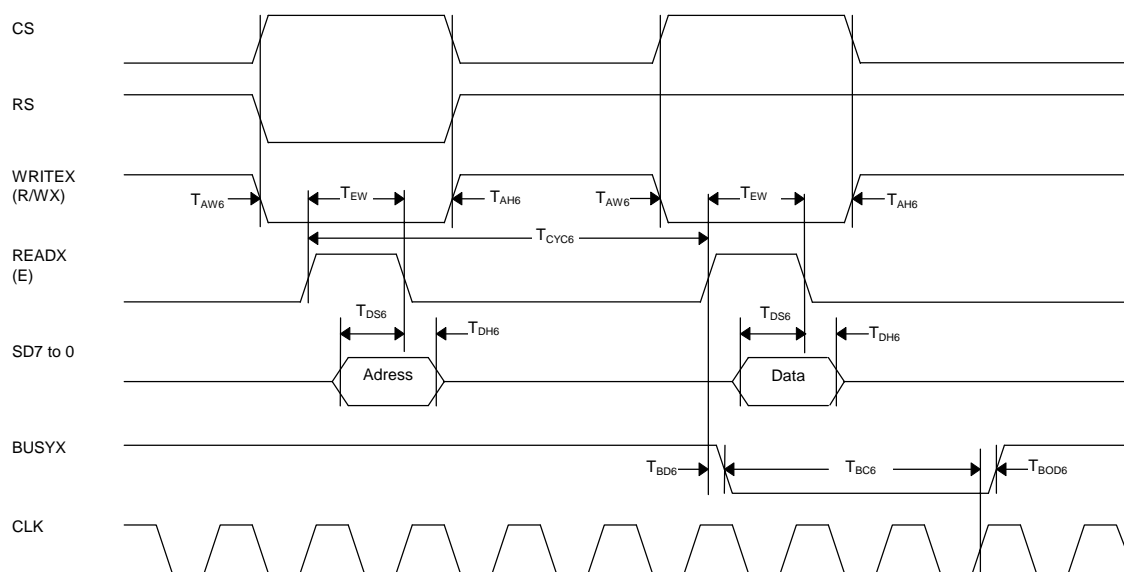 CS
RS
WRITEX
(R/WX)
TAW6
TEW
TAH6
TAW6
TEW
TAH6
TCYC6
READX
(E)
TDS6
TDH6
TDS6
TDH6
SD7 to 0
Adress
Data
BUSYX
TBD6
TBC6
TBOD6
CLK